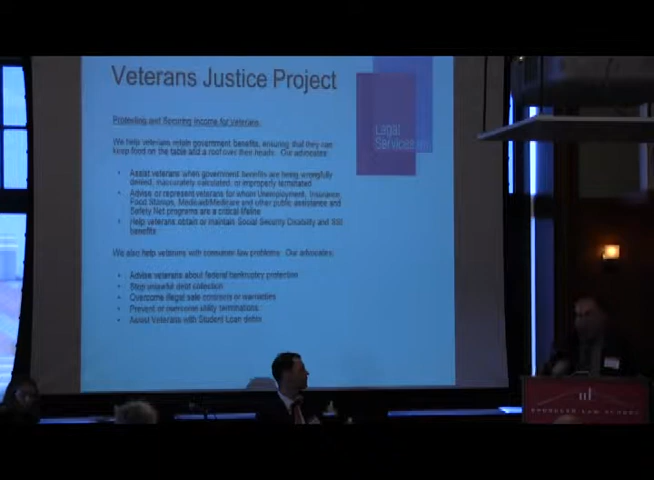 Veterans Justice Project
Legal
Services
Protecting and Securing income for veterans
We help veterans retain government benefits, ensuring that they can
keep food on the table and a roof over their heads. Our advocates:
• Assist veterans when government benefits are being wrongfully
denied, inaccurately calculated, or improperly terminated
• Advise or represent veterans for whom Unemployment, Insurance,
Food Stamps, Medicaid/Medicare and other public assistance and
Safety Net programs are a critical lifeline
• Help veterans obtain or maintain Social Security Disability and SSI
benefits
We also help veterans with consumer law problems. Our advocates:
• Advise veterans about federal bankruptcy protection
• Stop unlawful debt collection
• Overcome illegal sale contracts or warranties
• Prevent or overcome utility terminations
• Assist Veterans with Student Loan debts
LAW SCHOOL